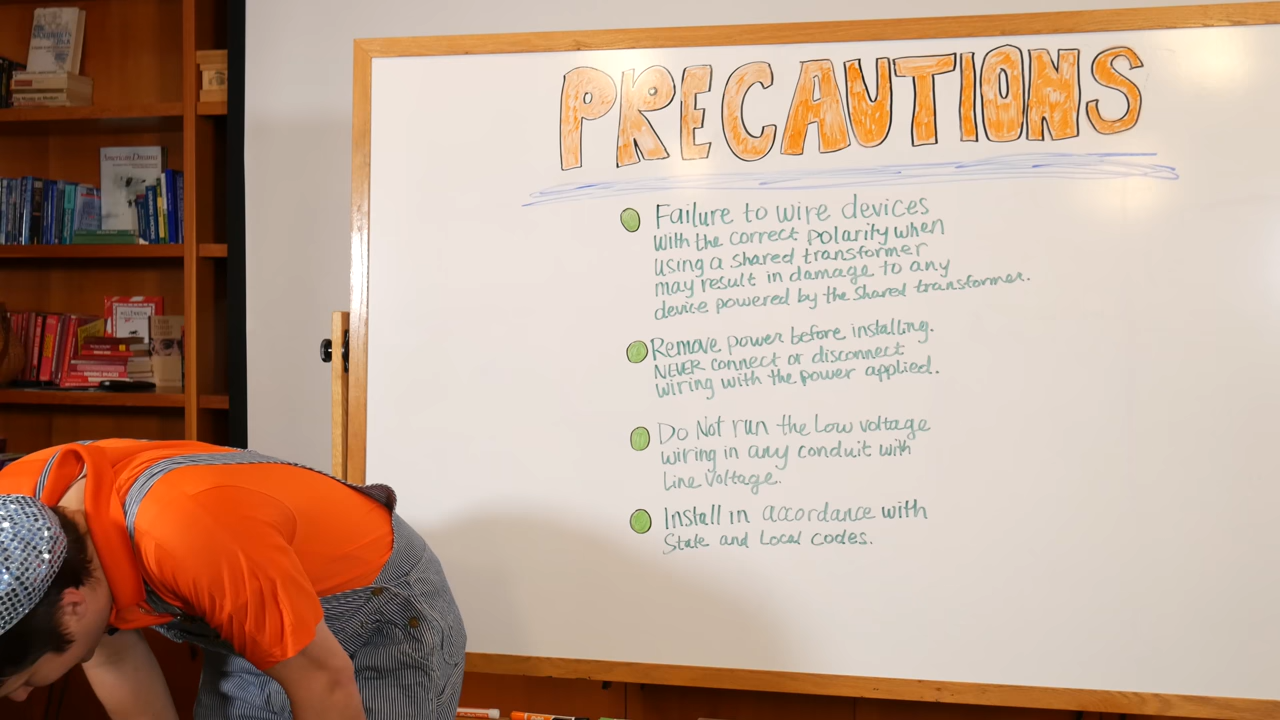 PRECAUTIONS
Failure to wire devices
with the correct polarity when
using a shared transformer
may result in damage to any
device powered by the shared transformer.
Remove power before installing.
NEVER connect or disconnect
wiring with the power applied.
Do Not run the Low voltage
wiring in any conduit with
Line Voltage.
Install in accordance with
State and Local codes.
American Dreams